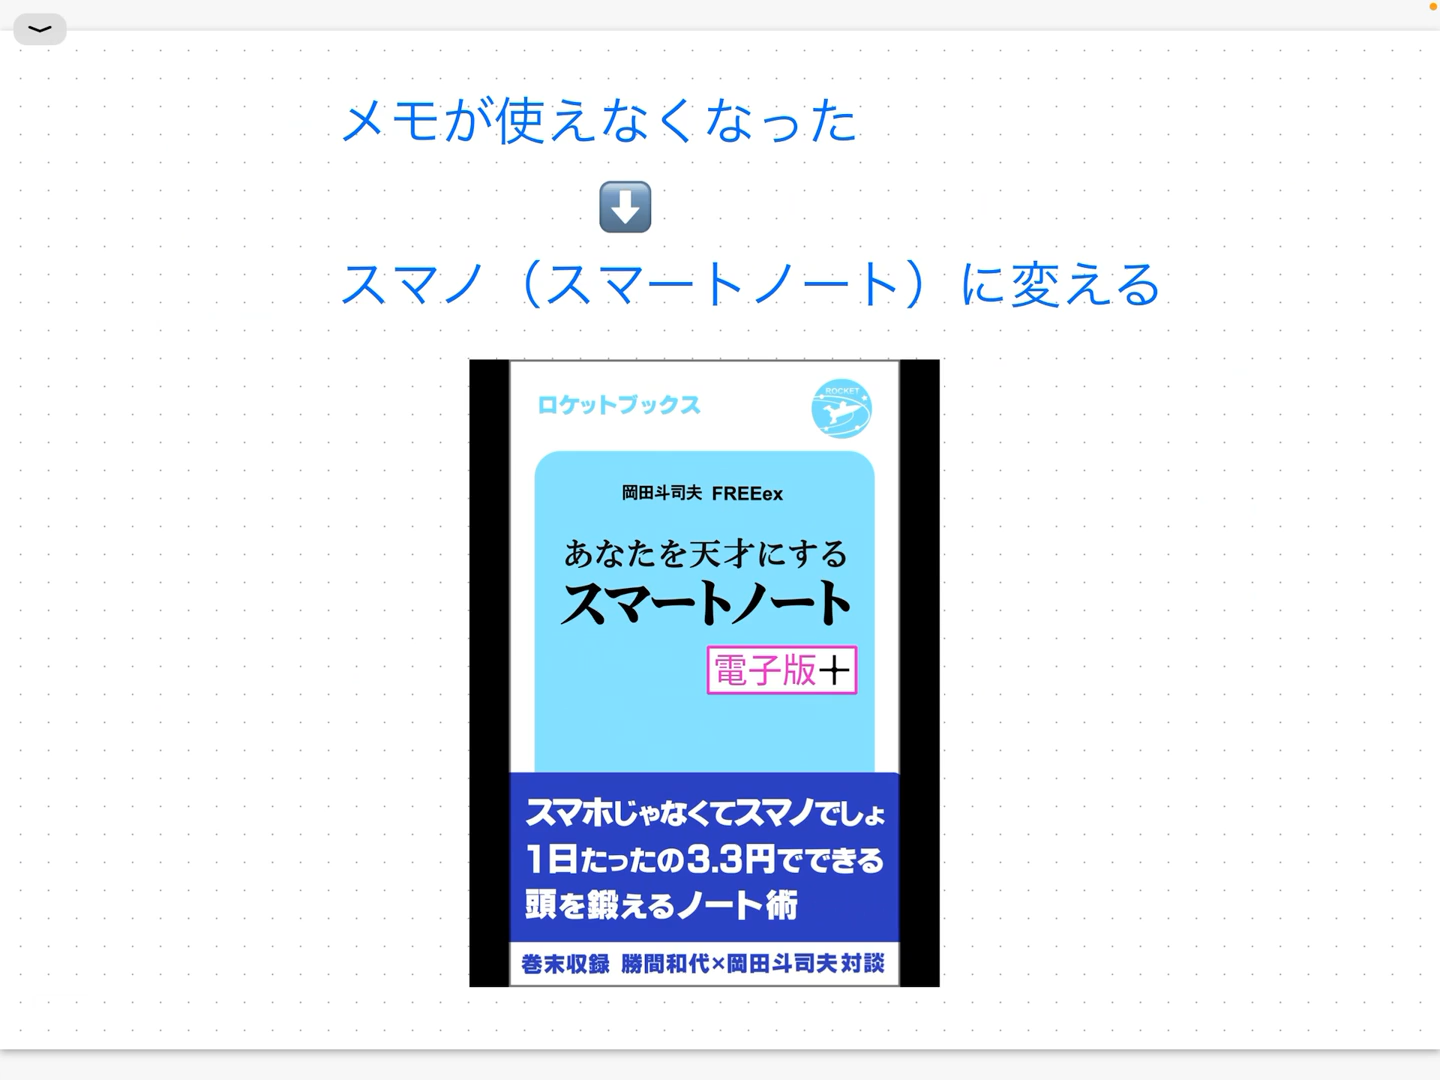 メモが使えなくなった
⬇️
スマノ（スマートノート）に変える
ロケットブックス
ROCKET
岡田斗司夫 FREEex
あなたを天才にする
スマートノート
電子版+
スマホじゃなくてスマノでしょ
1日たったの3.3円でできる
頭を鍛えるノート術
巻末収録 勝間和代×岡田斗司夫対談